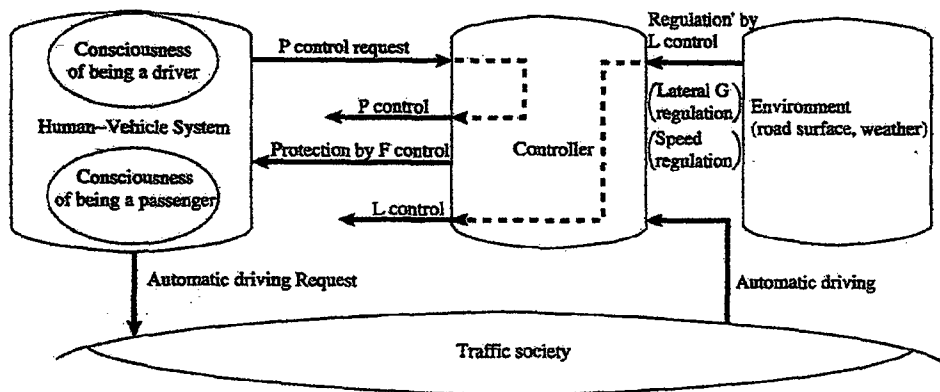 Consciousness
of being a driver
Human–Vehicle System
Consciousness
of being a passenger
P control request
P control
Protection by F control
L control
Controller
Regulation' by
L control
(Lateral G
regulation)
(Speed
regulation)
Environment
(road surface, weather)
Automatic driving Request
Automatic driving
Traffic society